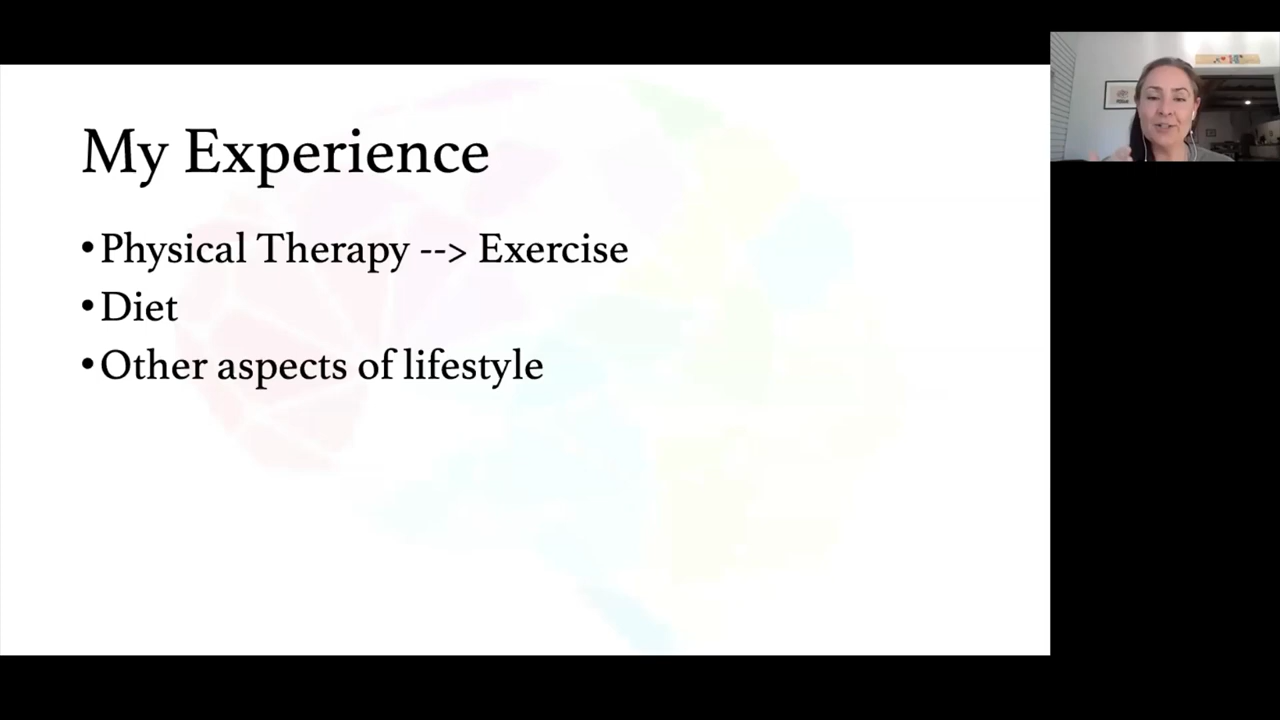 My Experience
•Physical Therapy --> Exercise
•Diet
•Other aspects of lifestyle